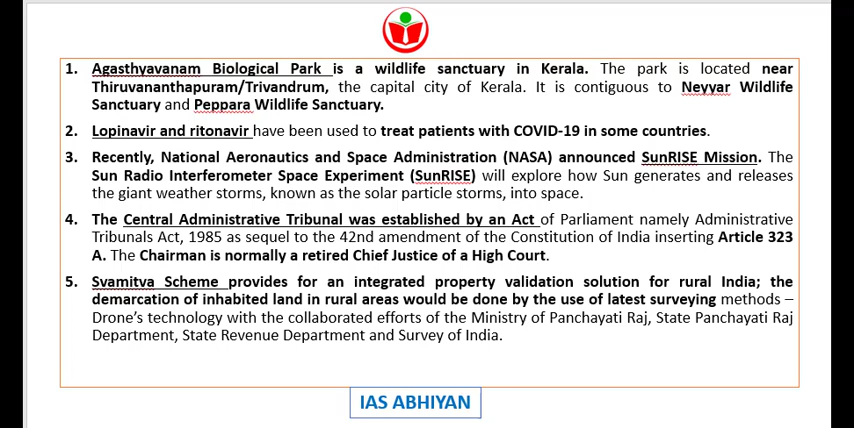 1. Agasthyavanam Biological Park is a wildlife sanctuary in Kerala. The park is located near
Thiruvananthapuram/Trivandrum, the capital city of Kerala. It is contiguous to Neyyar Wildlife
Sanctuary and Peppara Wildlife Sanctuary.
2. Lopinavir and ritonavir have been used to treat patients with COVID-19 in some countries.
3. Recently, National Aeronautics and Space Administration (NASA) announced SunRISE Mission. The
Sun Radio Interferometer Space Experiment (SunRISE) will explore how Sun generates and releases
the giant weather storms, known as the solar particle storms, into space.
4. The Central Administrative Tribunal was established by an Act of Parliament namely Administrative
Tribunals Act, 1985 as sequel to the 42nd amendment of the Constitution of India inserting Article 323
A. The Chairman is normally a retired Chief Justice of a High Court.
5. Svamitva Scheme provides for an integrated property validation solution for rural India; the
demarcation of inhabited land in rural areas would be done by the use of latest surveying methods –
Drone's technology with the collaborated efforts of the Ministry of Panchayati Raj, State Panchayati Raj
Department, State Revenue Department and Survey of India.
IAS ABHIYAN